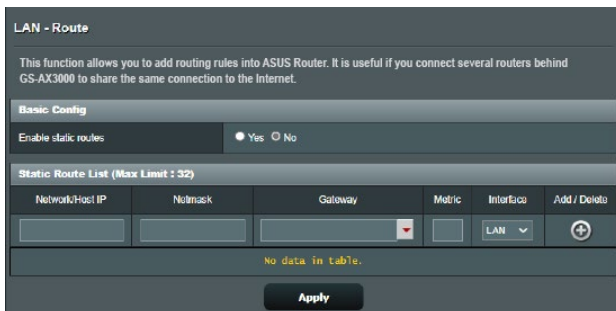 LAN - Route
This function allows you to add routing rules into ASUS Router. It is useful if you connect several routers behind
GS-AX3000 to share the same connection to the Internet.
Basic Config
Enable static routes Yes No
Static Route List (Max Limit : 32)
Network/Host IP Netmask Gateway Metric Interface Add / Delete
LAN
No data in table.
Apply